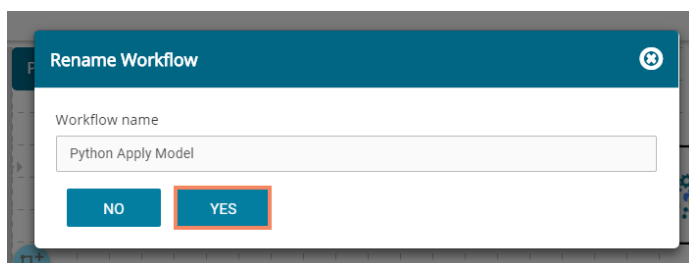 Rename Workflow
Workflow name
Python Apply Model
NO
YES